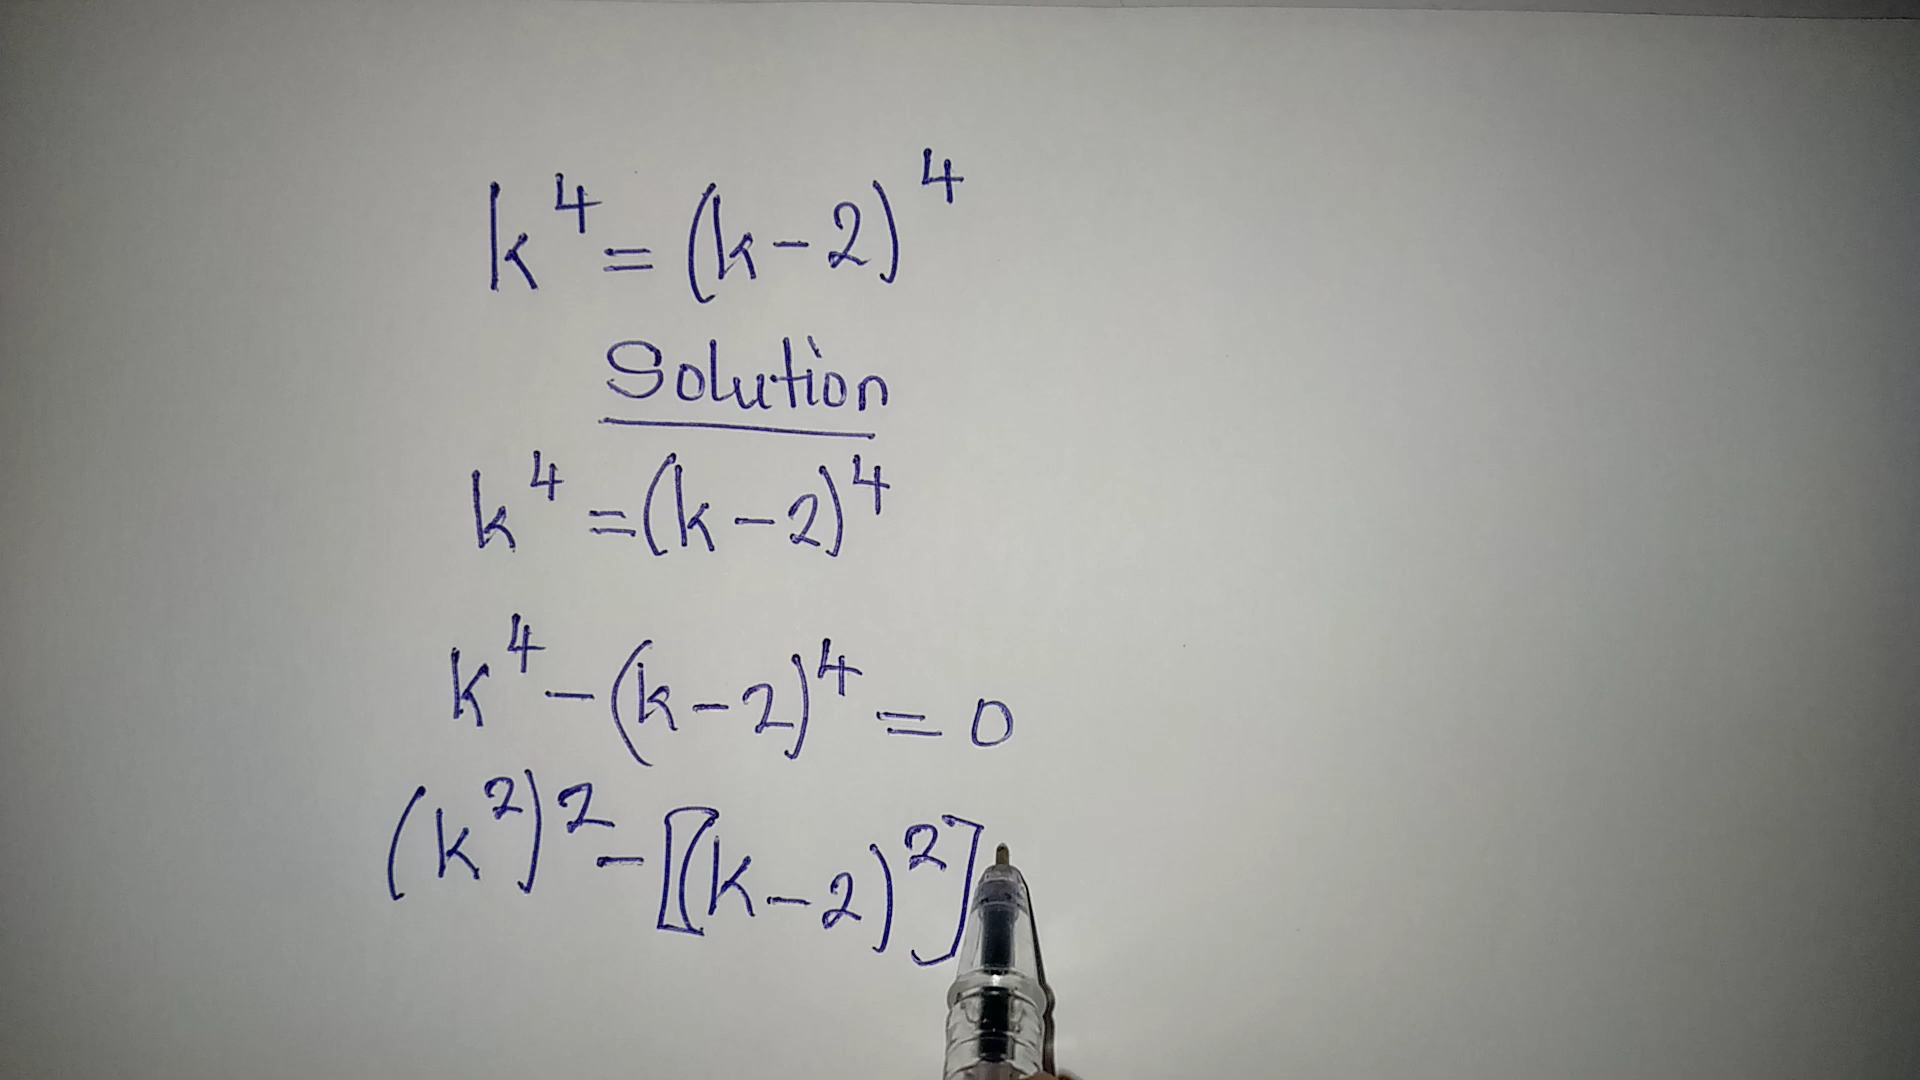 k⁴ = (k-2)⁴
Solution
k⁴ = (k-2)⁴
k⁴ - (k-2)⁴ = 0
(k²)² - [(k-2)²]